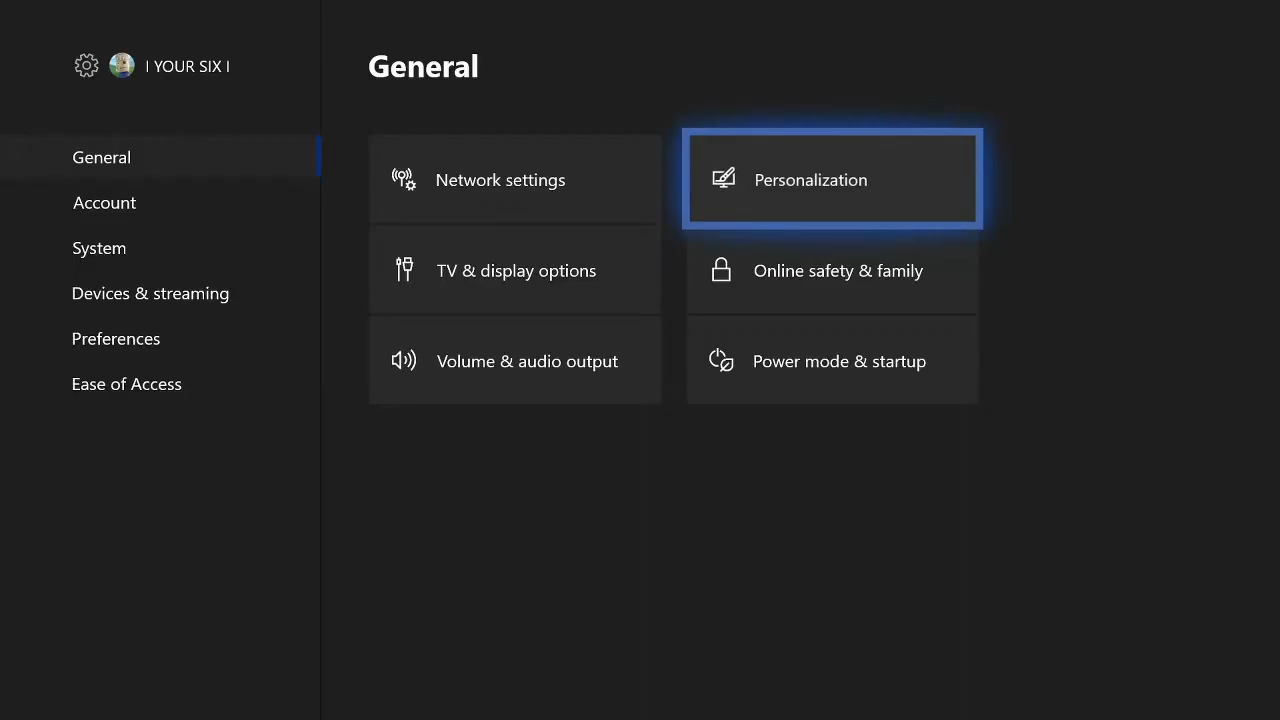 I YOUR SIX I
General
Account
System
Devices & streaming
Preferences
Ease of Access
General
Network settings
Personalization
TV & display options
Online safety & family
Volume & audio output
Power mode & startup